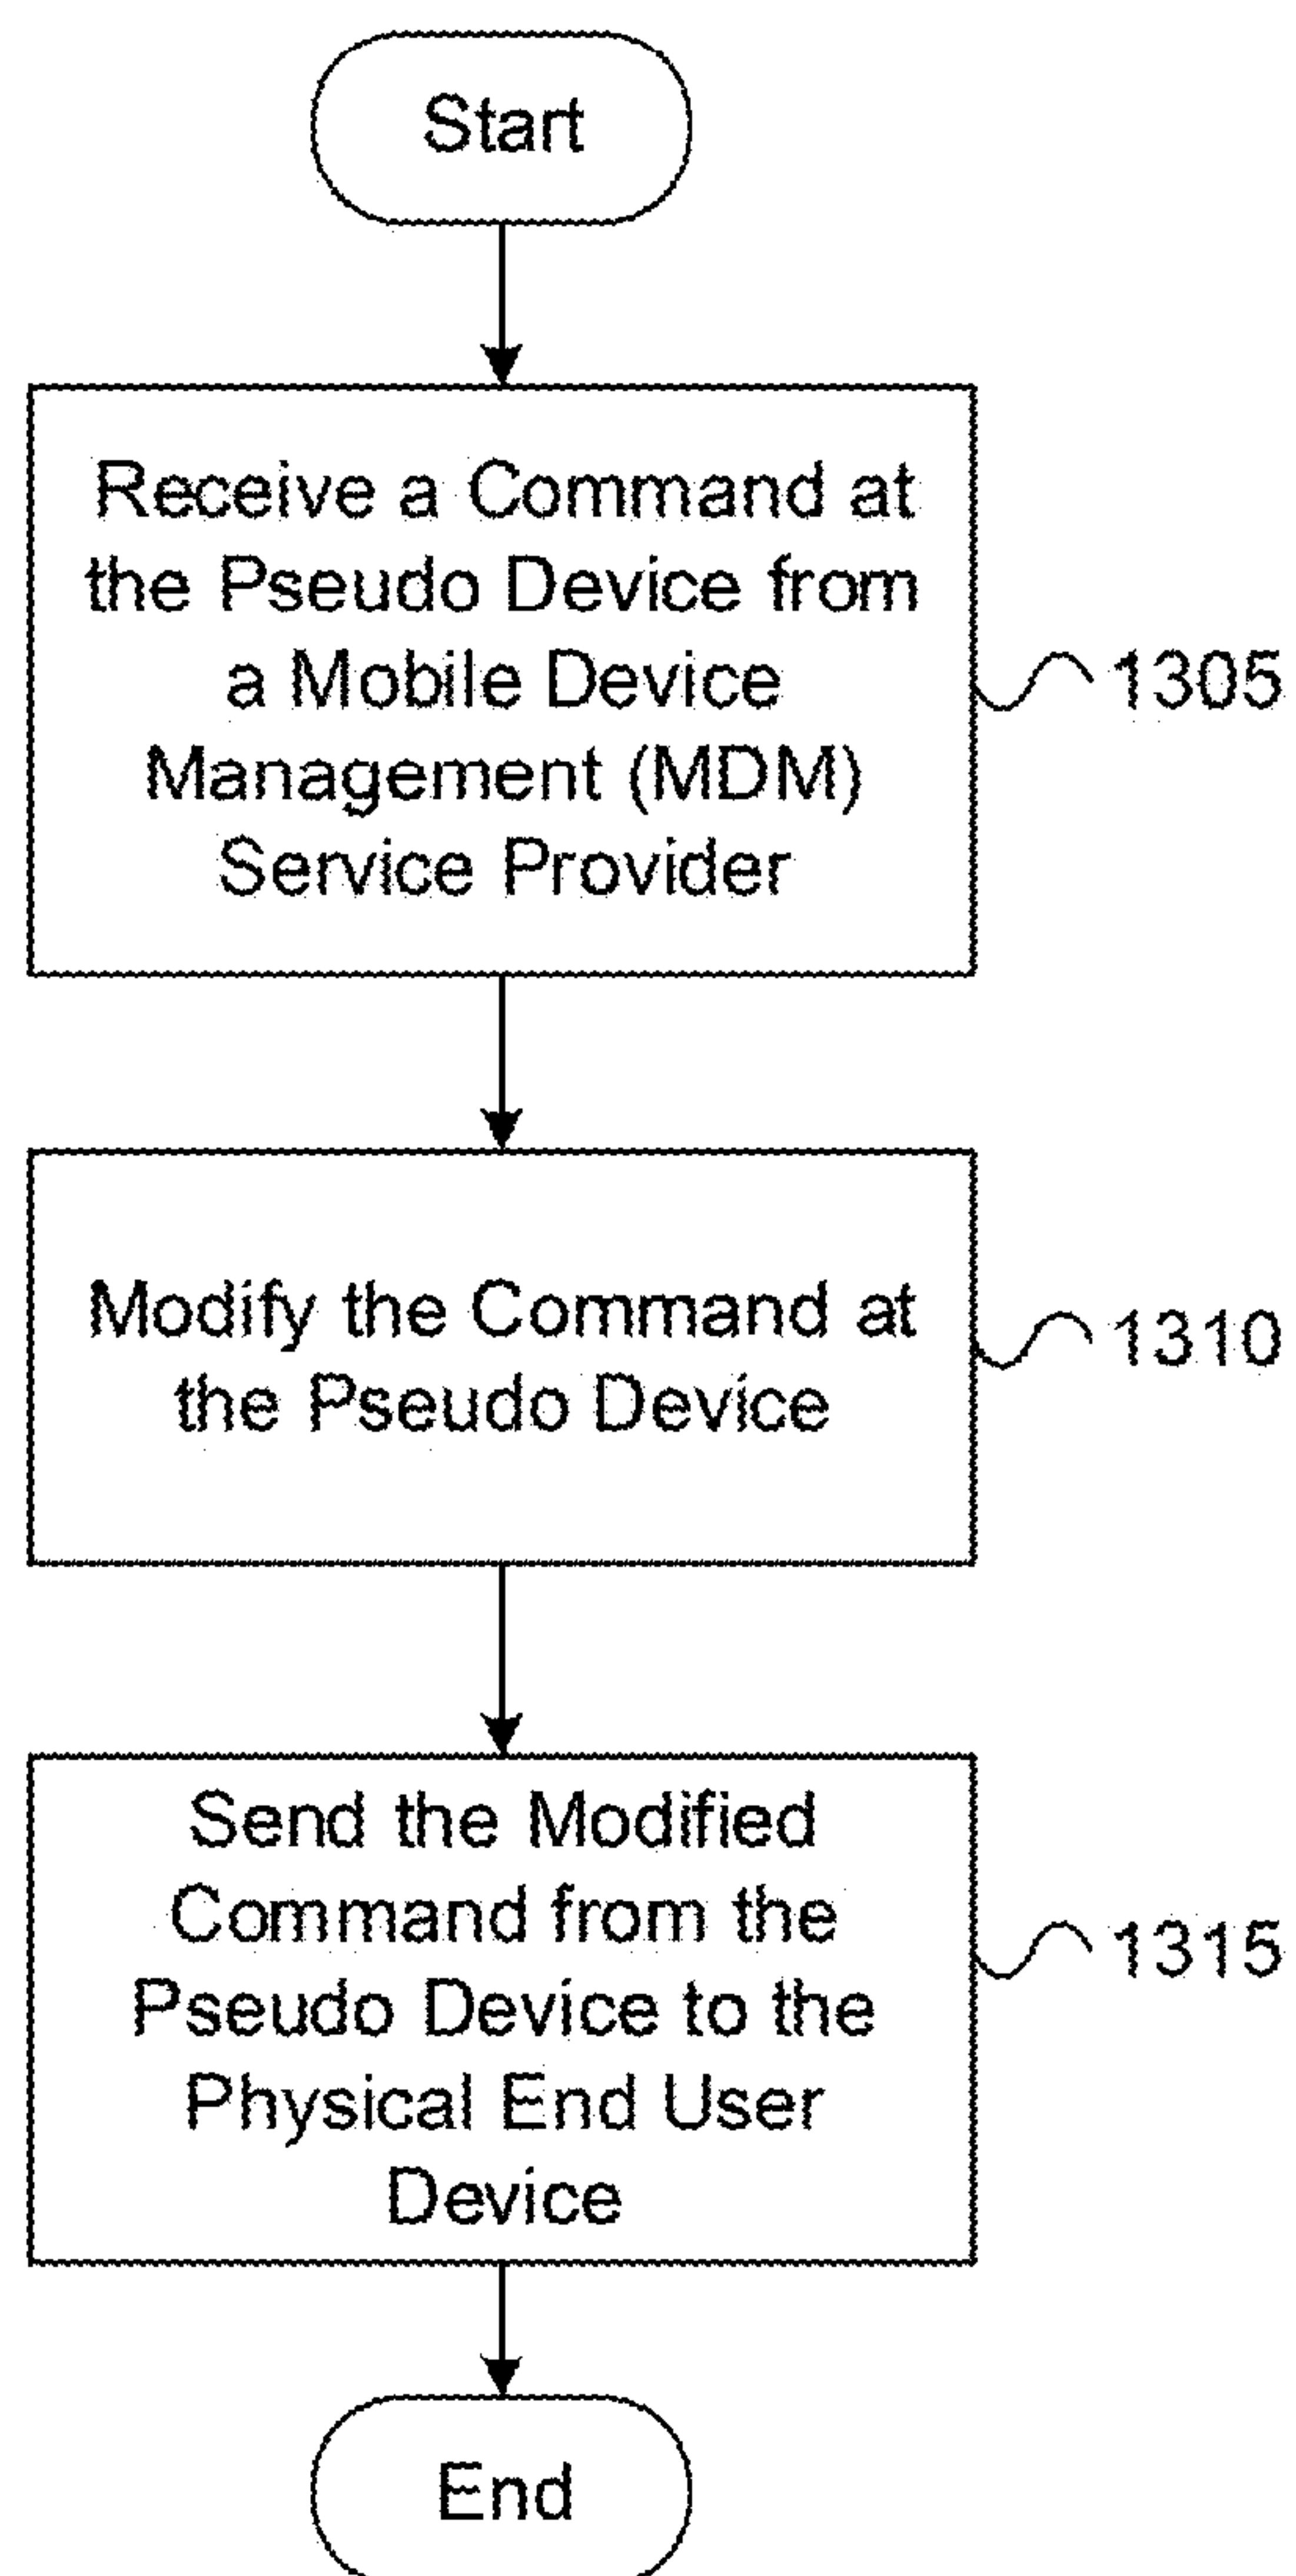 Start
Receive a Command at
the Pseudo Device from
a Mobile Device
Management (MDM)
Service Provider
1305
Modify the Command at
the Pseudo Device
1310
Send the Modified
Command from the
Pseudo Device to the
Physical End User
Device
1315
End